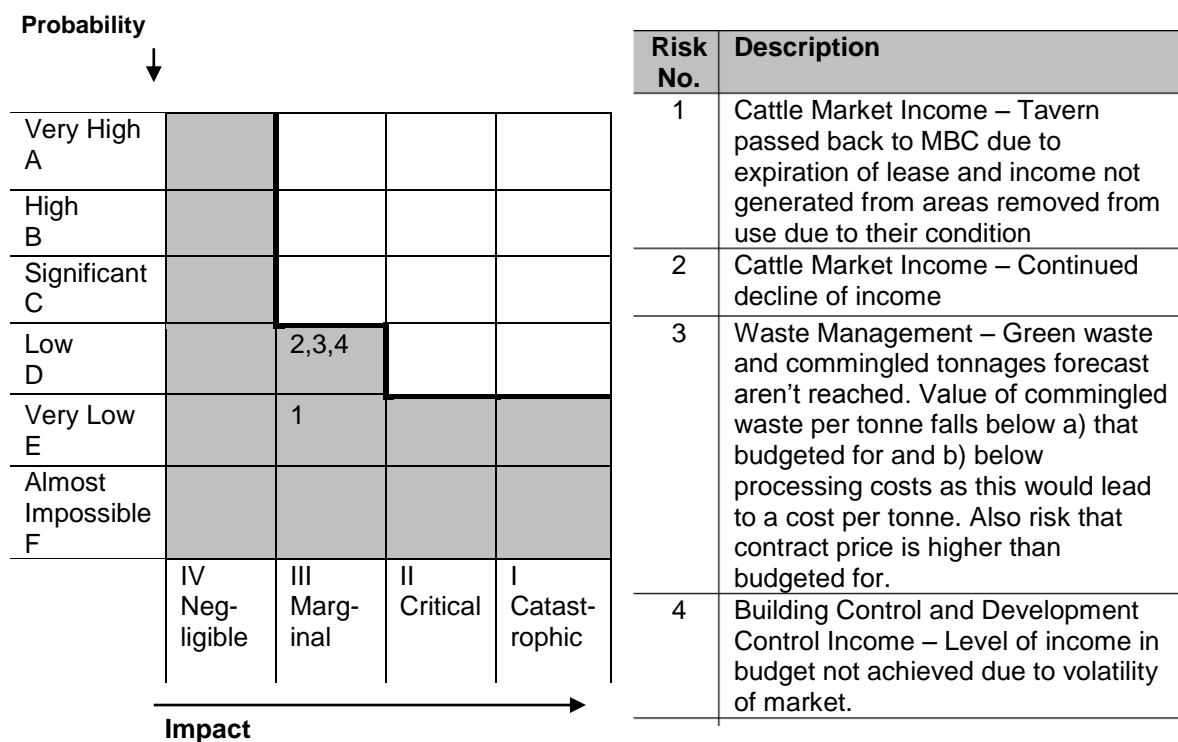 Probability
Very High
A
High
B
Significant
C
Low
D
2,3,4
Very Low
E
1
Almost
Impossible
F
IV
Neg-
ligible
III
Marg-
inal
II
Critical
I
Catast-
rophic
Impact
Risk
No.
Description
1
Cattle Market Income – Tavern
passed back to MBC due to
expiration of lease and income not
generated from areas removed from
use due to their condition
2
Cattle Market Income – Continued
decline of income
3
Waste Management – Green waste
and commingled tonnages forecast
aren’t reached. Value of commingled
waste per tonne falls below a) that
budgeted for and b) below
processing costs as this would lead
to a cost per tonne. Also risk that
contract price is higher than
budgeted for.
4
Building Control and Development
Control Income – Level of income in
budget not achieved due to volatility
of market.